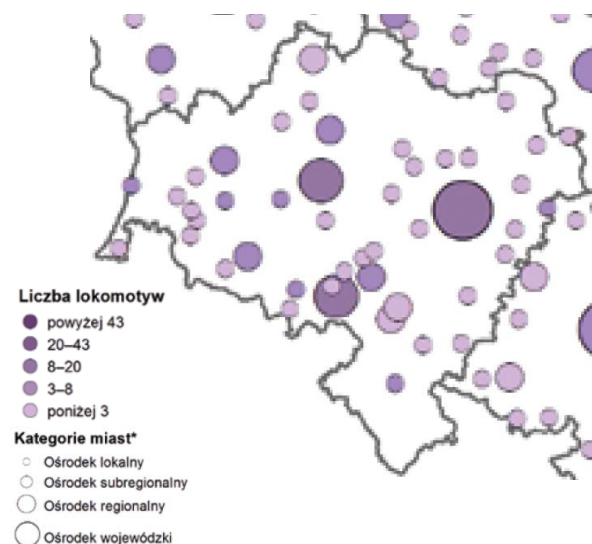 Liczba lokomotyw
powyżej 43
20–43
8–20
3–8
poniżej 3
Kategorie miast*
Ośrodek lokalny
Ośrodek subregionalny
Ośrodek regionalny
Ośrodek wojewódzki